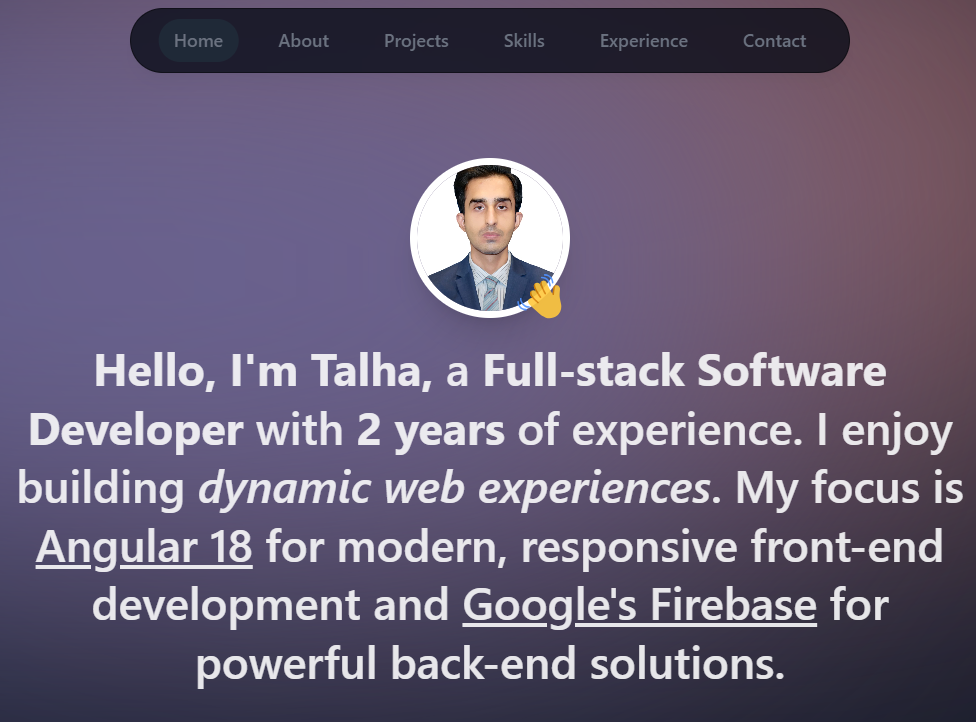 Home About Projects Skills Experience Contact
Hello, I'm Talha, a Full-stack Software
Developer with 2 years of experience. I enjoy
building dynamic web experiences. My focus is
Angular 18 for modern, responsive front-end
development and Google's Firebase for
powerful back-end solutions.